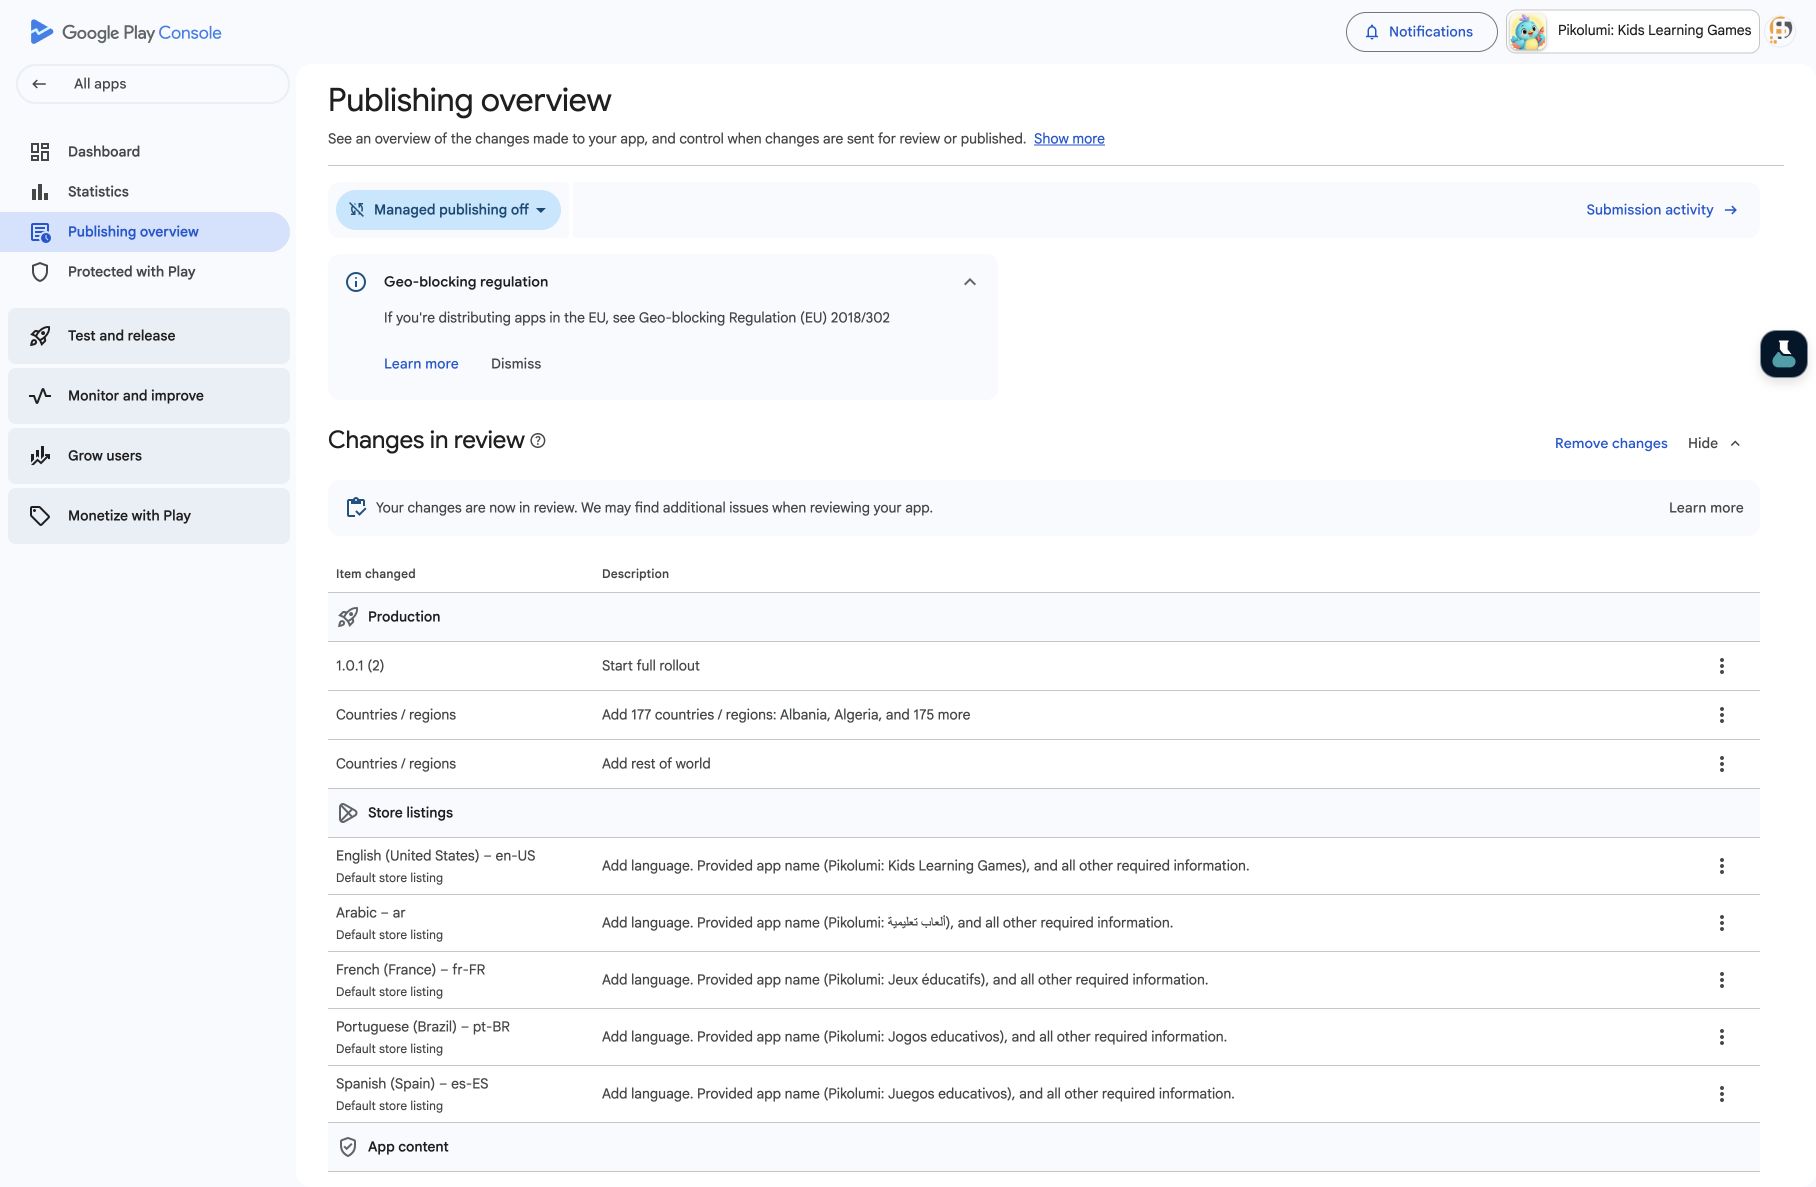 Google Play Console
Notifications
Pikolumi: Kids Learning Games
All apps
Dashboard
Statistics
Publishing overview
Protected with Play
Test and release
Monitor and improve
Grow users
Monetize with Play
Publishing overview
See an overview of the changes made to your app, and control when changes are sent for review or published. Show more
Managed publishing off
Submission activity
Geo-blocking regulation
If you're distributing apps in the EU, see Geo-blocking Regulation (EU) 2018/302
Learn more Dismiss
Changes in review
Remove changes Hide
Your changes are now in review. We may find additional issues when reviewing your app. Learn more
Item changed Description
Production
1.0.1 (2) Start full rollout
Countries / regions Add 177 countries / regions: Albania, Algeria, and 175 more
Countries / regions Add rest of world
Store listings
English (United States) – en-US
Default store listing
Add language. Provided app name (Pikolumi: Kids Learning Games), and all other required information.
Arabic – ar
Default store listing
Add language. Provided app name (Pikolumi: ألعاب تعليمية), and all other required information.
French (France) – fr-FR
Default store listing
Add language. Provided app name (Pikolumi: Jeux éducatifs), and all other required information.
Portuguese (Brazil) – pt-BR
Default store listing
Add language. Provided app name (Pikolumi: Jogos educativos), and all other required information.
Spanish (Spain) – es-ES
Default store listing
Add language. Provided app name (Pikolumi: Juegos educativos), and all other required information.
App content